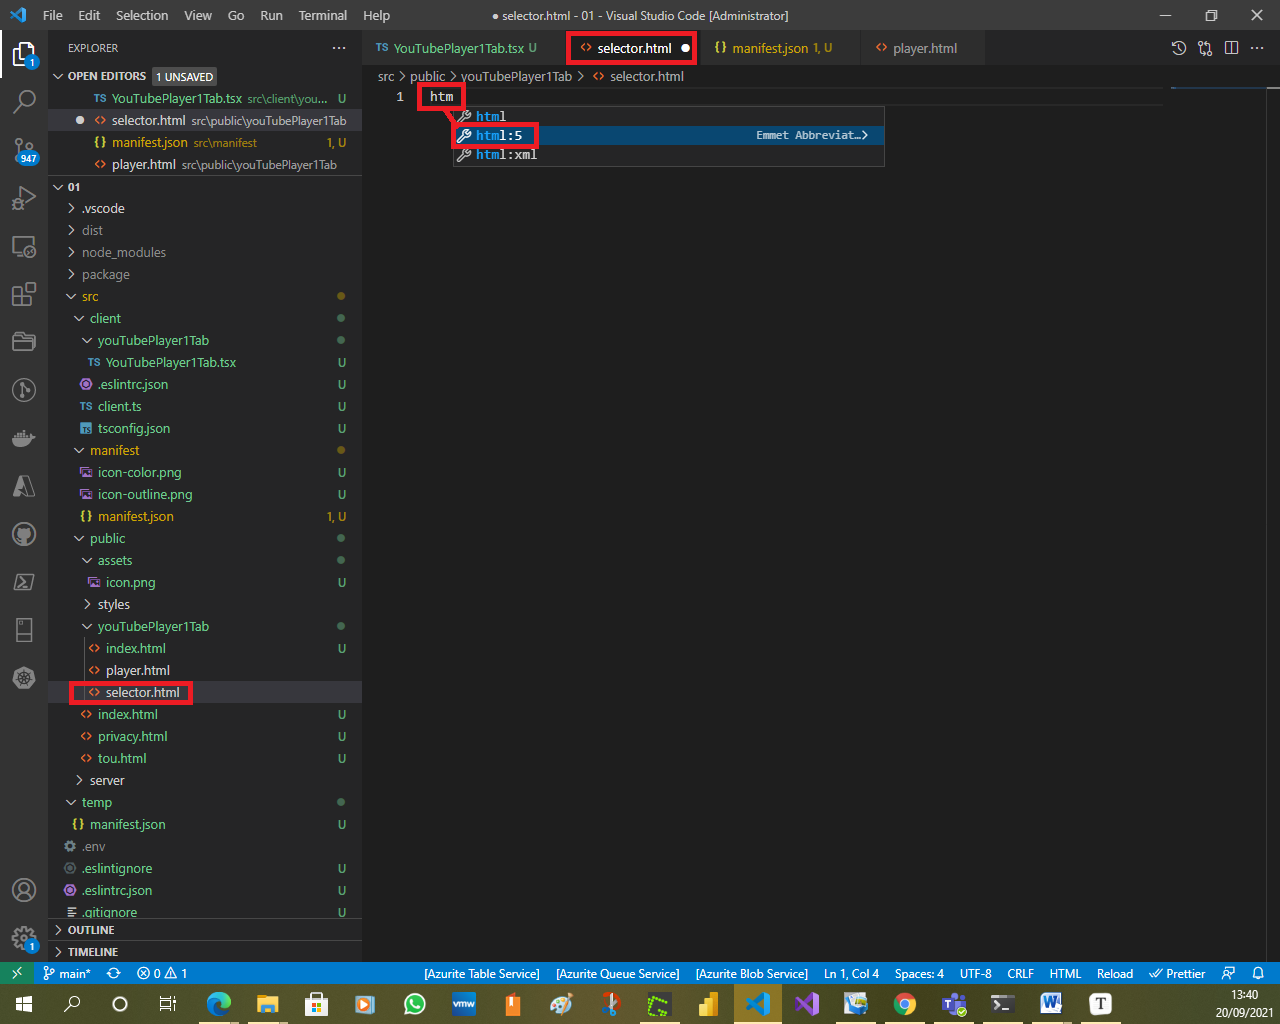 File Edit Selection View Go Run Terminal Help
● selector.html - 01 - Visual Studio Code [Administrator]
EXPLORER
OPEN EDITORS 1 UNSAVED
TS YouTubePlayer1Tab.tsx src\client\you... U
selector.html src\public\youTubePlayer1Tab
{} manifest.json src\manifest 1, U
player.html src\public\youTubePlayer1Tab
01
.vscode
dist
node_modules
package
src
client
youTubePlayer1Tab
TS YouTubePlayer1Tab.tsx U
.eslintrc.json U
TS client.ts U
tsconfig.json U
manifest
icon-color.png U
icon-outline.png U
{} manifest.json 1, U
public
assets
icon.png U
styles
youTubePlayer1Tab
index.html U
player.html
selector.html
index.html U
privacy.html U
tou.html U
server
temp
{} manifest.json U
.env
.eslintignore U
.eslintrc.json U
.gitignore U
OUTLINE
TIMELINE
1
947
1
TS YouTubePlayer1Tab.tsx U
<> selector.html ●
{} manifest.json 1, U
<> player.html
src > public > youTubePlayer1Tab > <> selector.html
1 htm
html
html:5 Emmet Abbreviat…>
html:xml
main* 0 1
[Azurite Table Service] [Azurite Queue Service] [Azurite Blob Service] Ln 1, Col 4 Spaces: 4 UTF-8 CRLF HTML Reload Prettier
vmw
T
13:40
20/09/2021